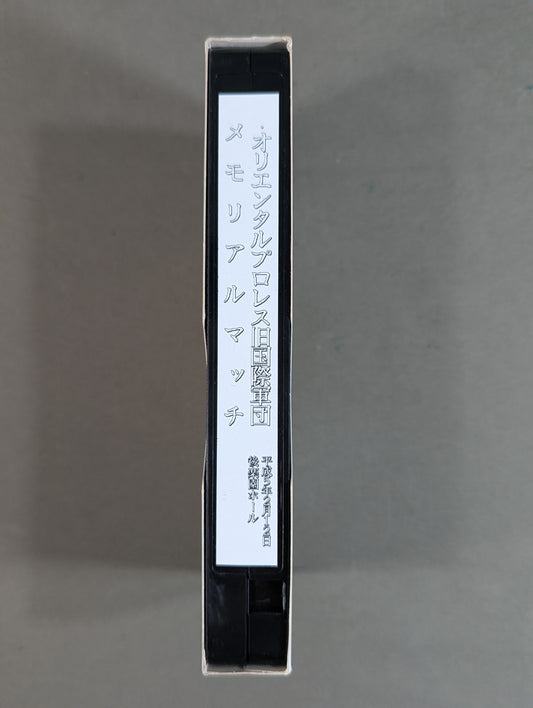 ・オリエンタルプロレス旧国際軍団
メモリアルマッチ
平成5年2月12日
後楽園ホール